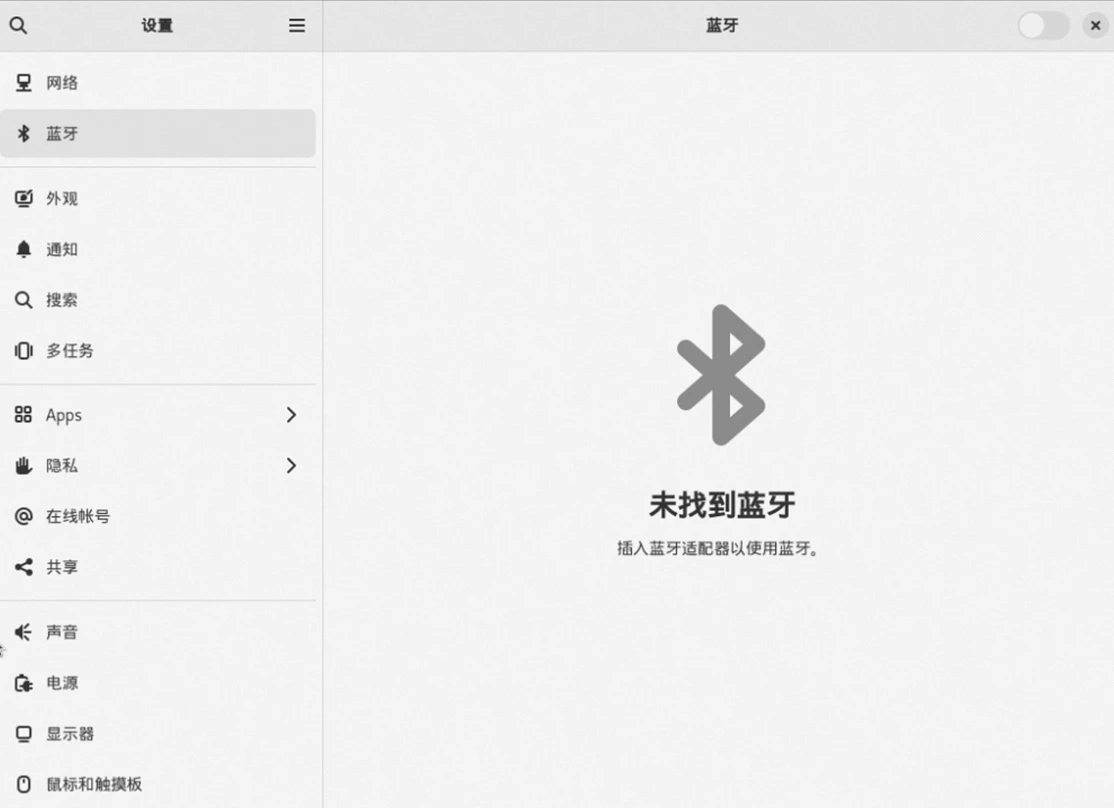 设置
蓝牙
网络
蓝牙
外观
通知
搜索
多任务
Apps
隐私
在线帐号
共享
声音
电源
显示器
鼠标和触摸板
未找到蓝牙
插入蓝牙适配器以使用蓝牙。